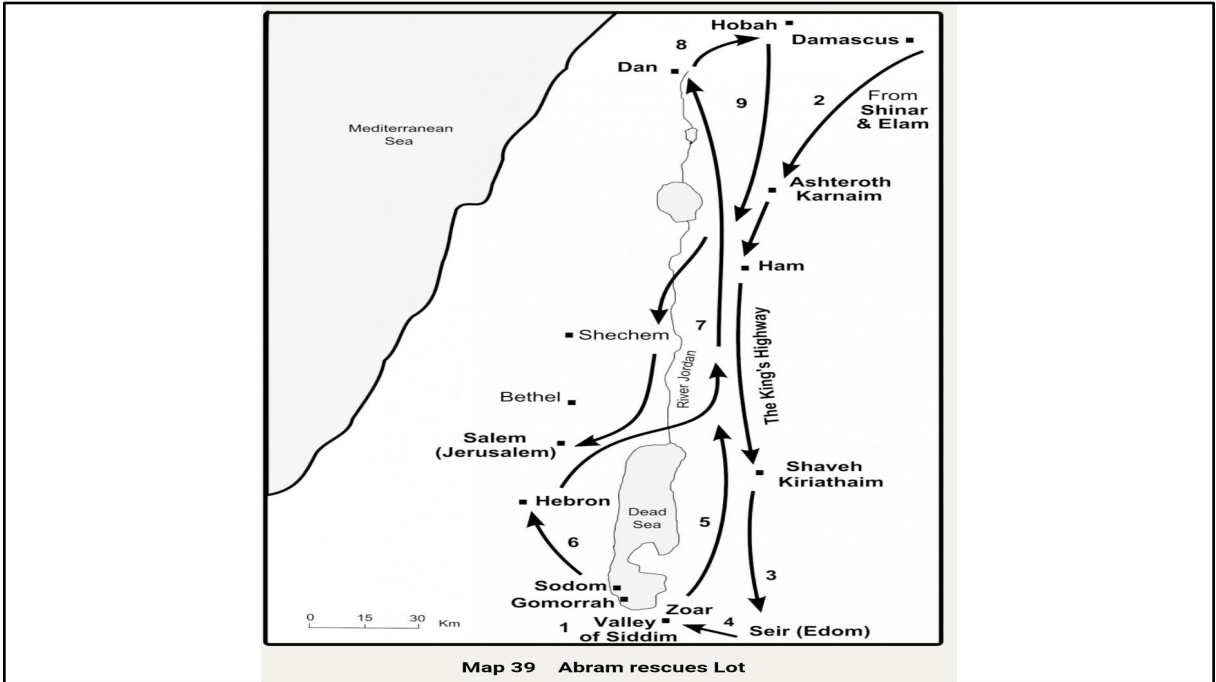 Hobah
Damascus
8
Dan
9
2
From
Shinar
& Elam
Mediterranean
Sea
Ashteroth
Karnaim
Ham
7
Shechem
River Jordan
The King's Highway
Bethel
Salem
(Jerusalem)
Shaveh
Kiriathaim
Hebron
Dead
Sea
5
6
3
Sodom
Gomorrah
Zoar
0 15 30 Km
1
Valley
of Siddim
4
Seir (Edom)
Map 39 Abram rescues Lot